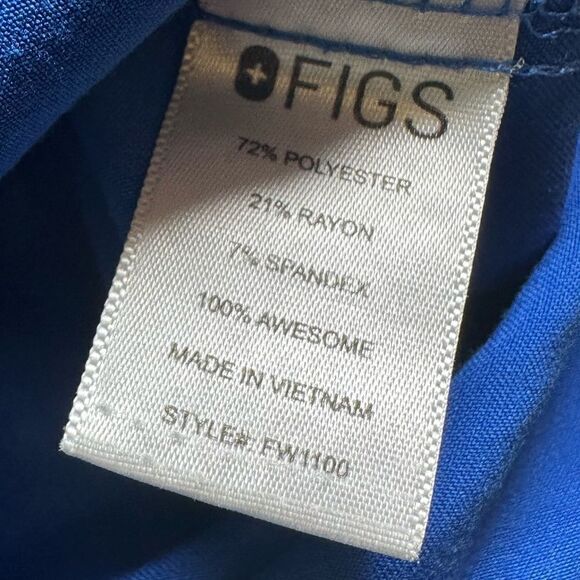 FIGS
72% POLYESTER
21% RAYON
7% SPANDEX
100% AWESOME
MADE IN VIETNAM
STYLE#: FW1100